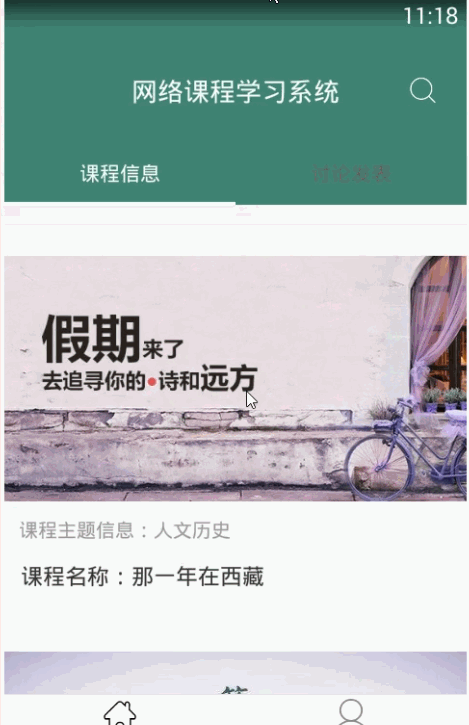 11:18
网络课程学习系统
课程信息
讨论发表
假期来了
去追寻你的•诗和远方
课程主题信息：人文历史
课程名称：那一年在西藏